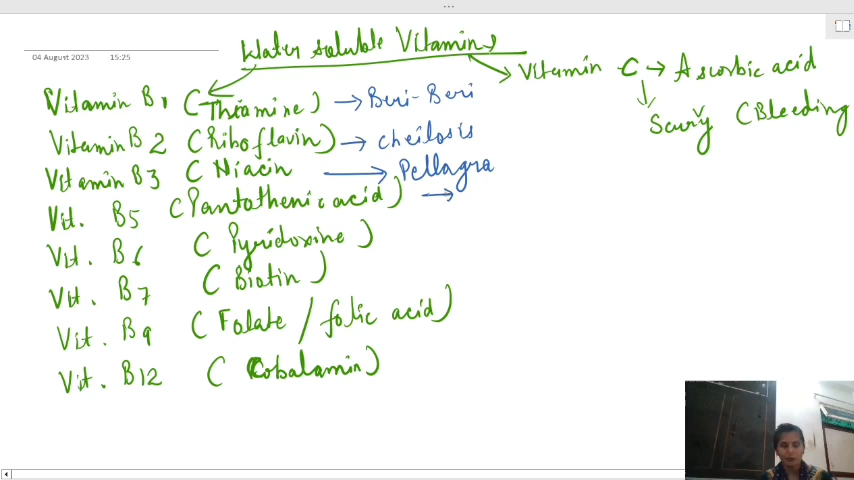 04 August 2023 15:25
Water soluble Vitamins
Vitamin C → Ascorbic acid
Scurvy (Bleeding
Vitamin B1 (Thiamine) → Beri-Beri
Vitamin B2 (Riboflavin) → cheilosis
Vitamin B3 (Niacin → Pellagra
Vit. B5 (Pantothenic acid) →
Vit. B6 (Pyridoxine)
Vit. B7 (Biotin)
Vit. B9 (Folate / folic acid)
Vit. B12 (Cobalamin)